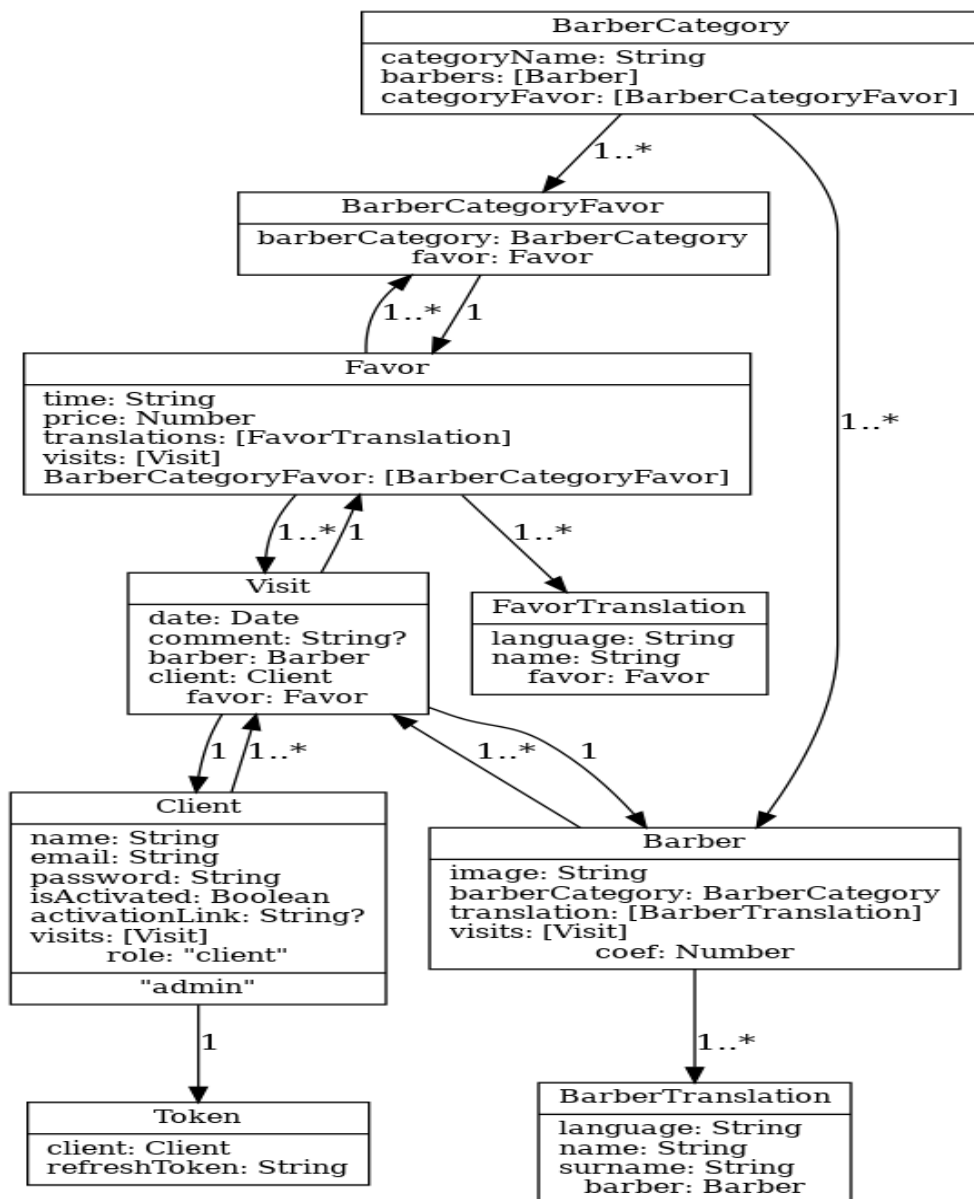 BarberCategory
categoryName: String
barbers: [Barber]
categoryFavor: [BarberCategoryFavor]
1..*
BarberCategoryFavor
barberCategory: BarberCategory
favor: Favor
1..*
1
Favor
time: String
price: Number
translations: [FavorTranslation]
visits: [Visit]
BarberCategoryFavor: [BarberCategoryFavor]
1..*
1..*
1
1..*
Visit
date: Date
comment: String?
barber: Barber
client: Client
favor: Favor
FavorTranslation
language: String
name: String
favor: Favor
1
1..*
1..*
1
Client
name: String
email: String
password: String
isActivated: Boolean
activationLink: String?
visits: [Visit]
role: "client"
"admin"
Barber
image: String
barberCategory: BarberCategory
translation: [BarberTranslation]
visits: [Visit]
coef: Number
1
1..*
Token
client: Client
refreshToken: String
BarberTranslation
language: String
name: String
surname: String
barber: Barber